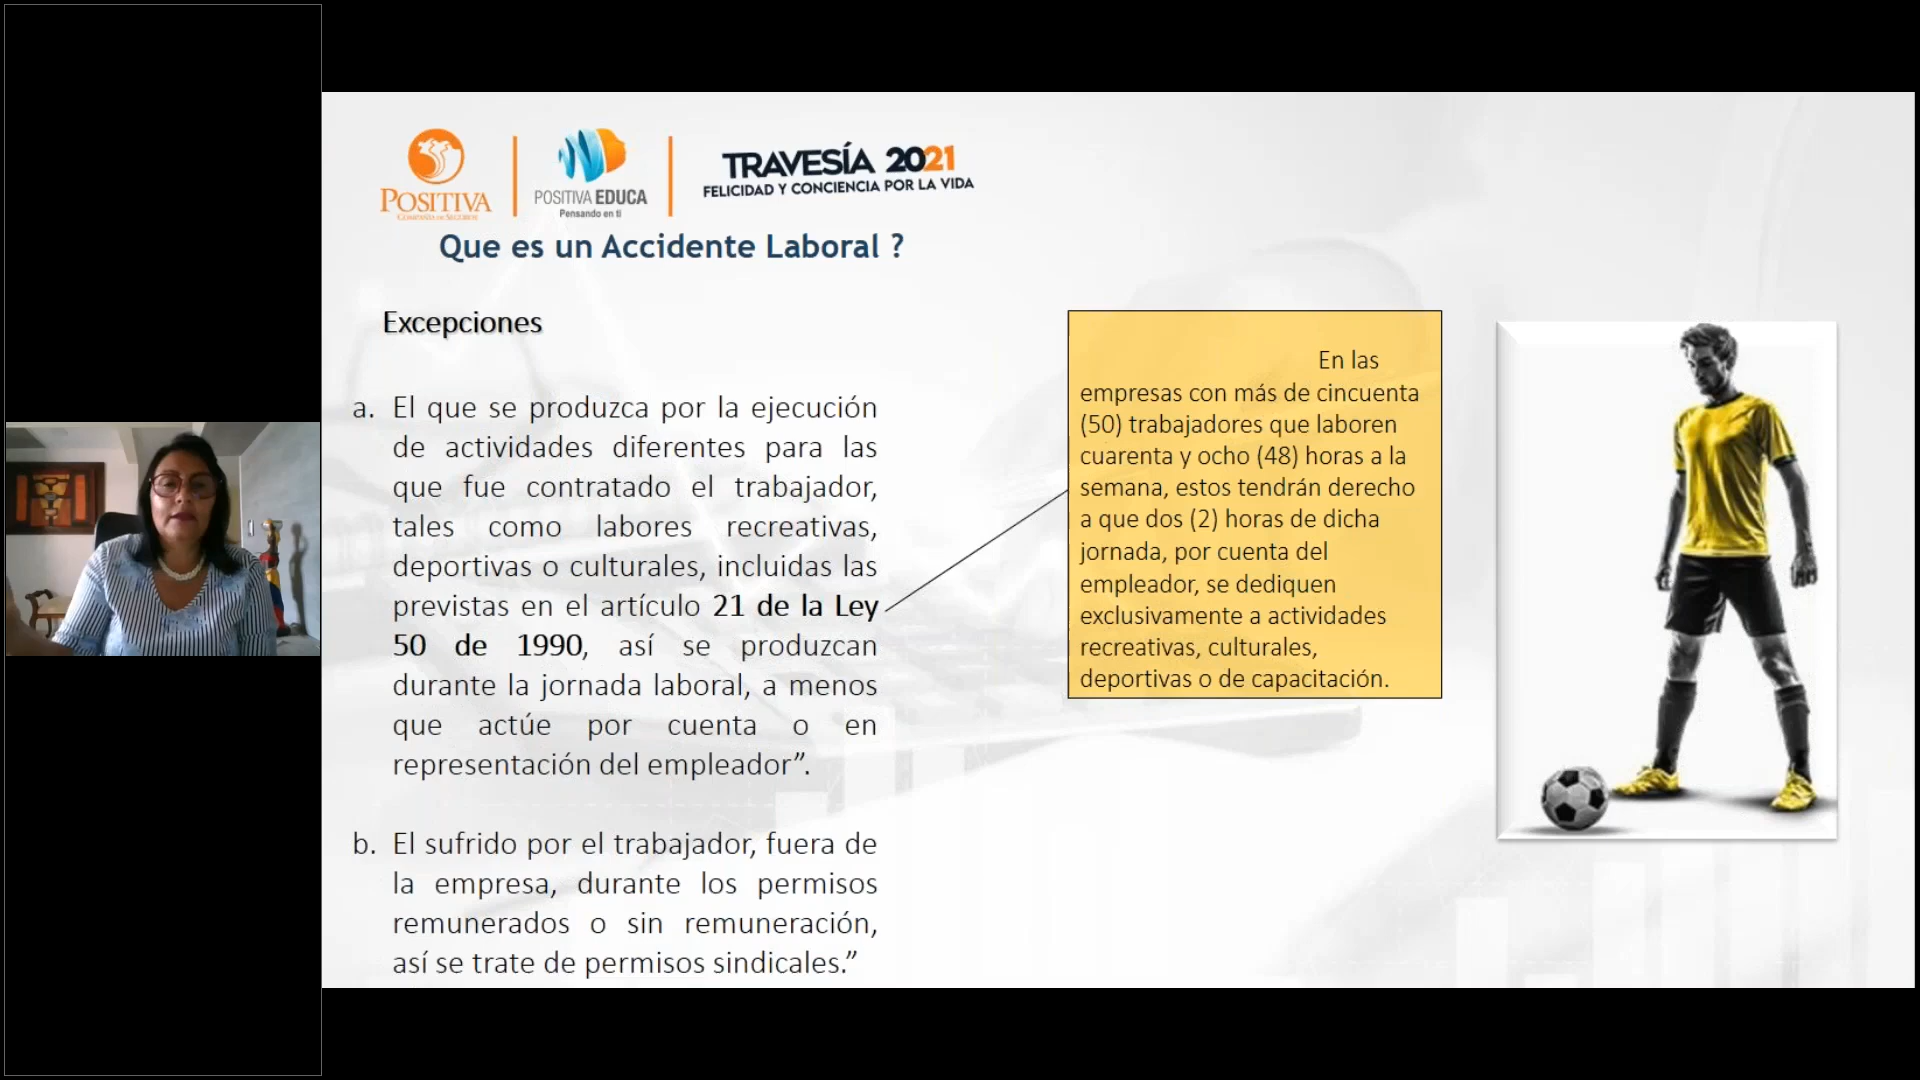 POSITIVA
COMPAÑÍA DE SEGUROS
POSITIVA EDUCA
Pensando en ti
TRAVESÍA 2021
FELICIDAD Y CONCIENCIA POR LA VIDA
Que es un Accidente Laboral ?
Excepciones
a. El que se produzca por la ejecución
de actividades diferentes para las
que fue contratado el trabajador,
tales como labores recreativas,
deportivas o culturales, incluidas las
previstas en el artículo 21 de la Ley
50 de 1990, así se produzcan
durante la jornada laboral, a menos
que actúe por cuenta o en
representación del empleador”.
b. El sufrido por el trabajador, fuera de
la empresa, durante los permisos
remunerados o sin remuneración,
así se trate de permisos sindicales.”
En las
empresas con más de cincuenta
(50) trabajadores que laboren
cuarenta y ocho (48) horas a la
semana, estos tendrán derecho
a que dos (2) horas de dicha
jornada, por cuenta del
empleador, se dediquen
exclusivamente a actividades
recreativas, culturales,
deportivas o de capacitación.